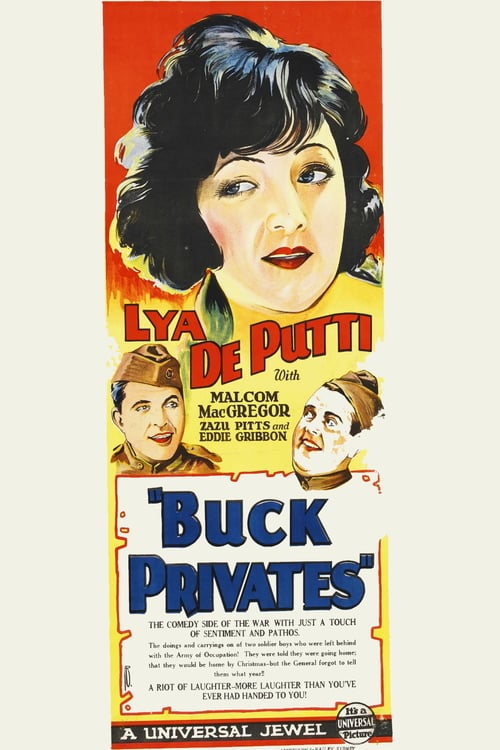 LYA
DE PUTTI
With
MALCOM
MACGREGOR
ZAZU PITTS AND
EDDIE GRIBBON
"BUCK
PRIVATES"
THE COMEDY SIDE OF THE WAR WITH JUST A TOUCH
OF SENTIMENT AND PATHOS.
The doings and carryings on of two soldier boys who were left behind
with the Army of Occupation! They were told they were going home;
that they would be home by Christmas—but the General forgot to tell
them what year!!
A RIOT OF LAUGHTER—MORE LAUGHTER THAN YOU'VE
EVER HAD HANDED TO YOU!
A UNIVERSAL JEWEL
It's a
UNIVERSAL
Picture